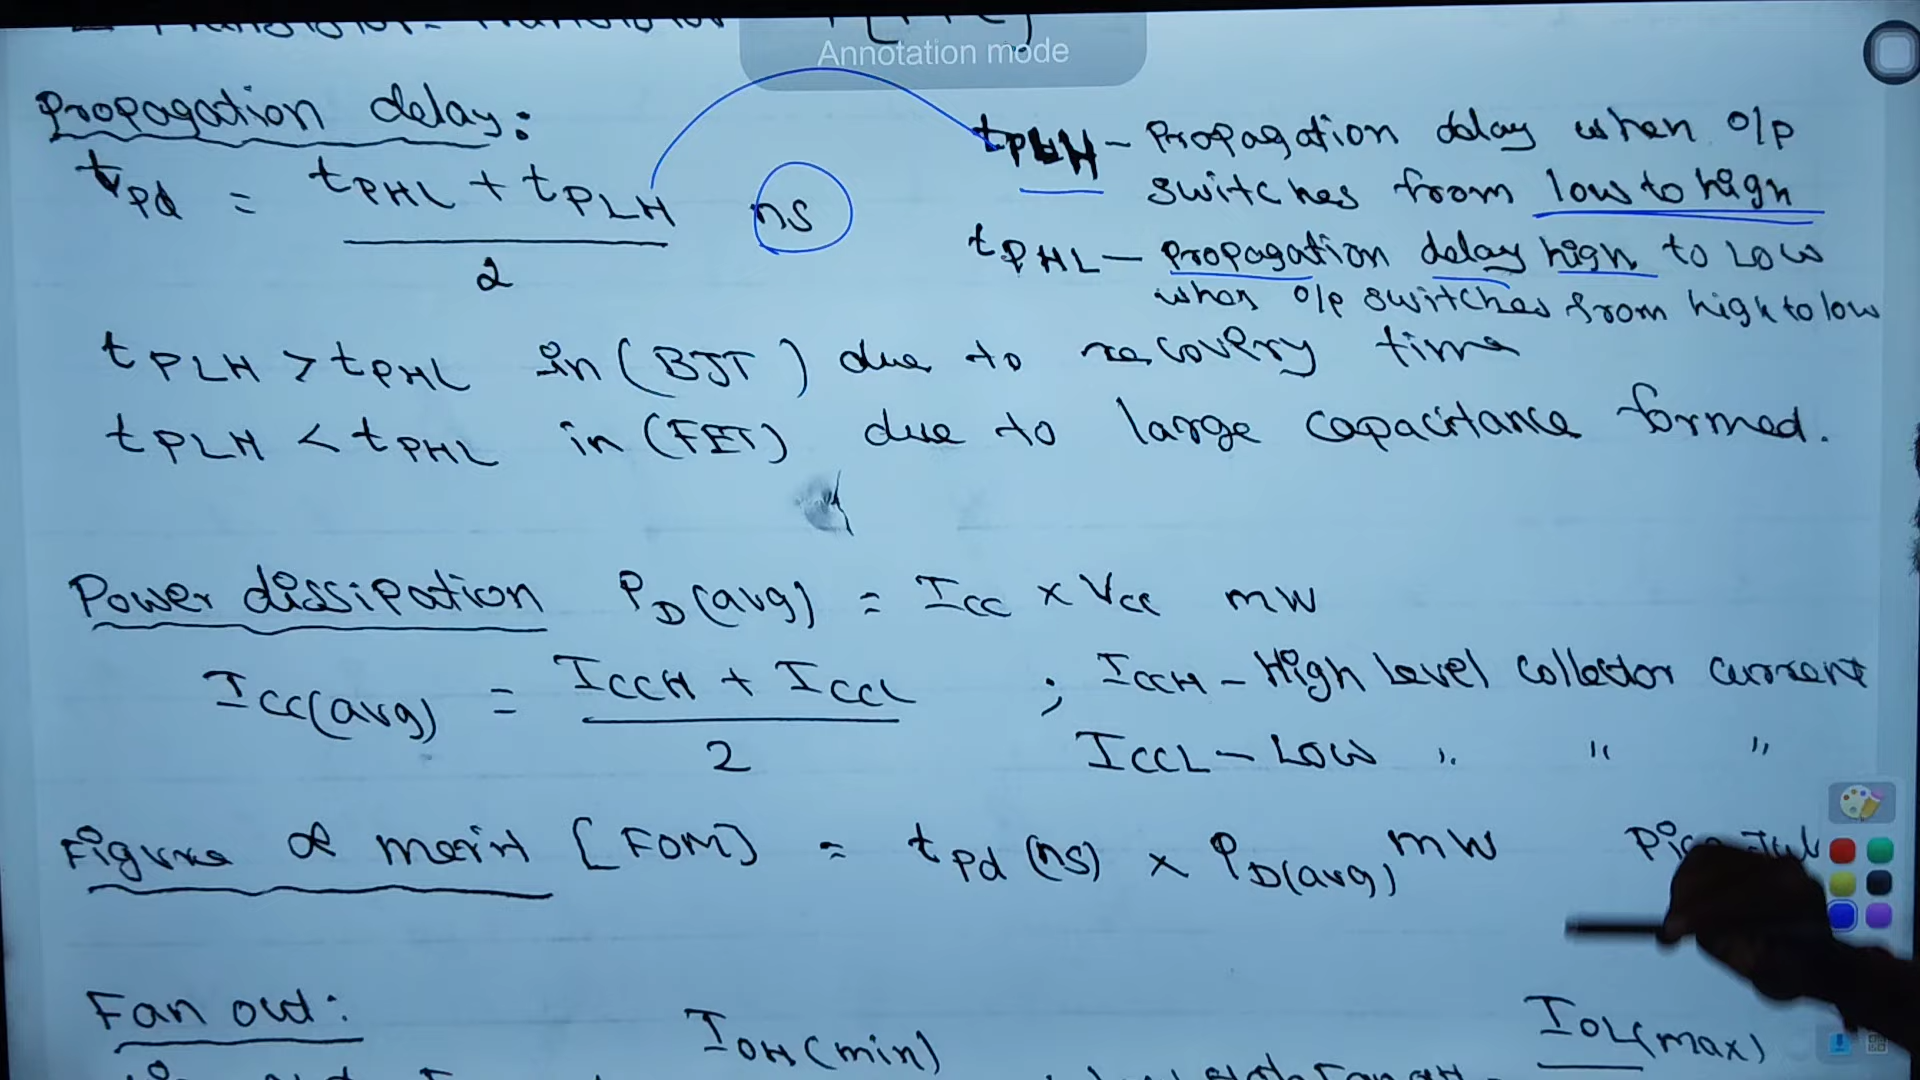 Annotation mode
Propagation delay:
tpd = tPHL + tPLH / 2 ns
tPLH - Propagation delay when o/p
switches from low to high
tPHL - Propagation delay high to Low
when o/p switches from high to low
tPLH > tPHL in (BJT) due to recovery time
tPLH < tPHL in (FET) due to large capacitance formed.
Power dissipation PD(avg) = Icc x Vcc mW
Icc(avg) = ICCH + ICCL / 2 ; ICCH - High level collector current
ICCL - Low " " "
Figure of merit [FOM] = tpd (ns) x PD(avg) mW
Fan out:
IOH(min)
IOL(max)